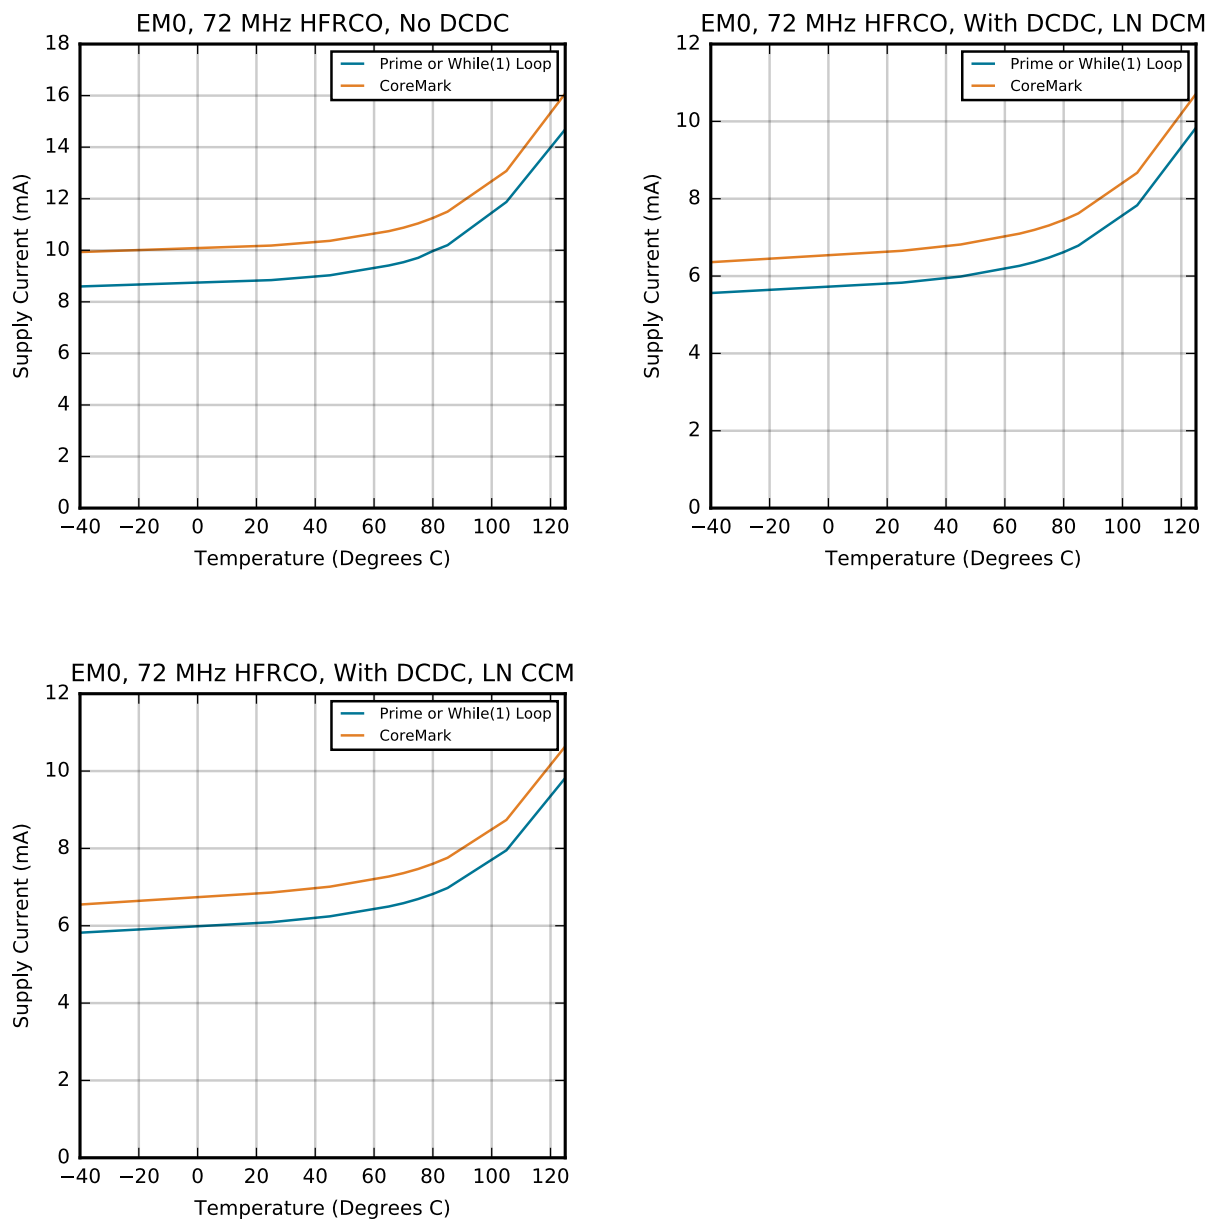 EM0, 72 MHz HFRCO, No DCDC
18
16
14
12
10
8
6
4
2
0
Supply Current (mA)
Prime or While(1) Loop
CoreMark
−40 −20 0 20 40 60 80 100 120
Temperature (Degrees C)
EM0, 72 MHz HFRCO, With DCDC, LN DCM
12
10
8
6
4
2
0
Supply Current (mA)
Prime or While(1) Loop
CoreMark
−40 −20 0 20 40 60 80 100 120
Temperature (Degrees C)
EM0, 72 MHz HFRCO, With DCDC, LN CCM
12
10
8
6
4
2
0
Supply Current (mA)
Prime or While(1) Loop
CoreMark
−40 −20 0 20 40 60 80 100 120
Temperature (Degrees C)